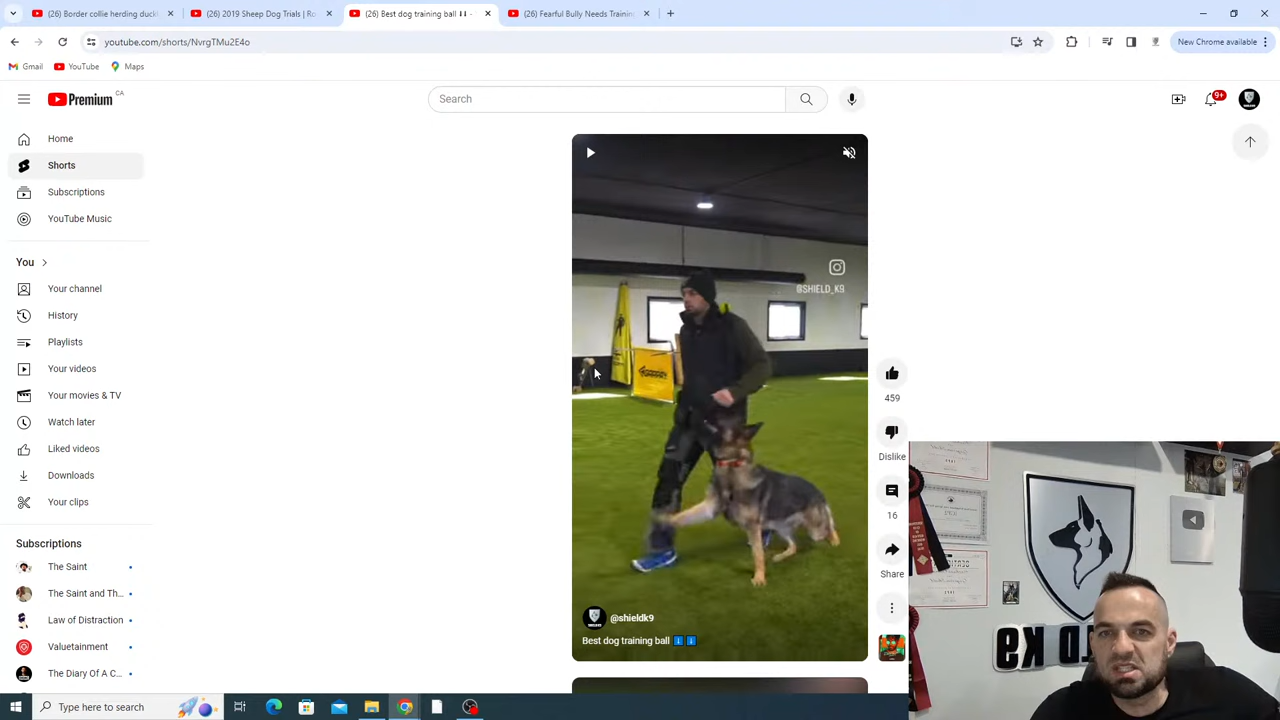 (26) Border collie herding duck
(26) 2019 Sheep Dog Trials | Ro
(26) Best dog training ball ⬇⬇ -
(26) Fearful Bully Needs Trainin
youtube.com/shorts/NvrgTMu2E4o
New Chrome available
Gmail
YouTube
Maps
Premium CA
Search
9+
Home
Shorts
Subscriptions
YouTube Music
You
Your channel
History
Playlists
Your videos
Your movies & TV
Watch later
Liked videos
Downloads
Your clips
Subscriptions
The Saint
The Saint and Th...
Law of Distraction
Valuetainment
The Diary Of A C...
@SHIELD_K9
@shieldk9
Best dog training ball ⬇⬇
459
Dislike
16
Share
SHIELD K9
Type here to search